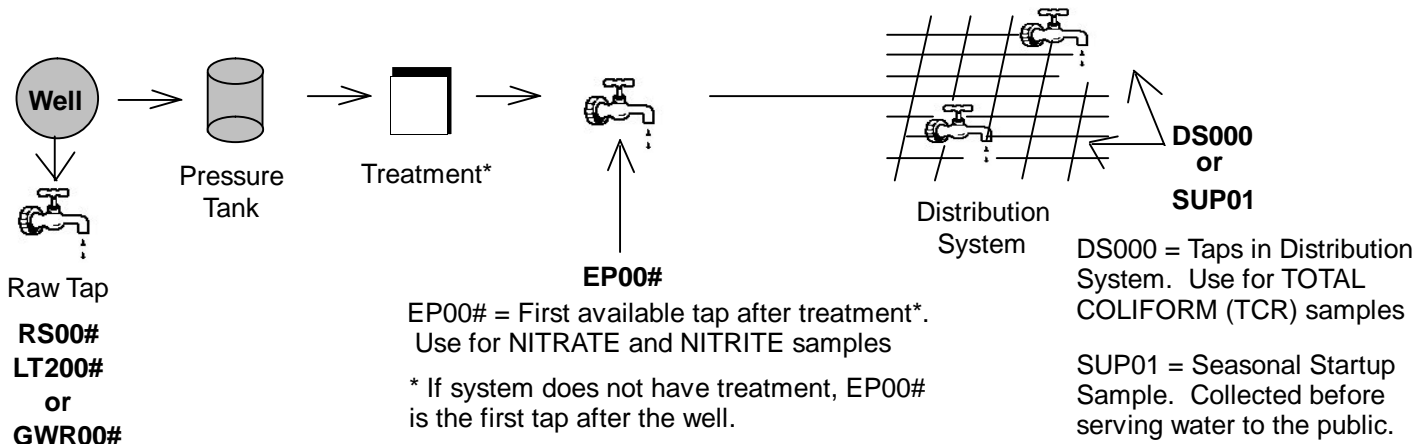 Well
Pressure
Tank
Treatment*
Raw Tap
RS00#
LT200#
or
GWR00#
EP00#
EP00# = First available tap after treatment*.
Use for NITRATE and NITRITE samples
* If system does not have treatment, EP00#
is the first tap after the well.
Distribution
System
DS000
or
SUP01
DS000 = Taps in Distribution
System. Use for TOTAL
COLIFORM (TCR) samples
SUP01 = Seasonal Startup
Sample. Collected before
serving water to the public.